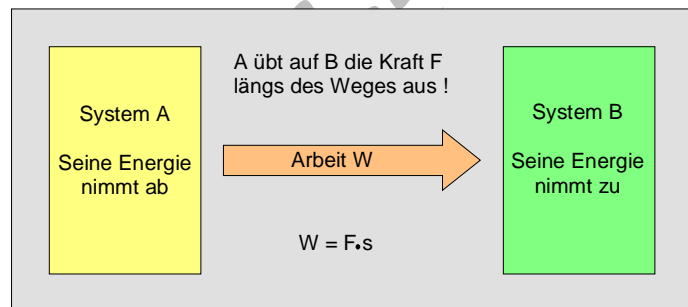 A übt auf B die Kraft F
längs des Weges aus !
System A
Seine Energie
nimmt ab
Arbeit W
System B
Seine Energie
nimmt zu
W = F•s